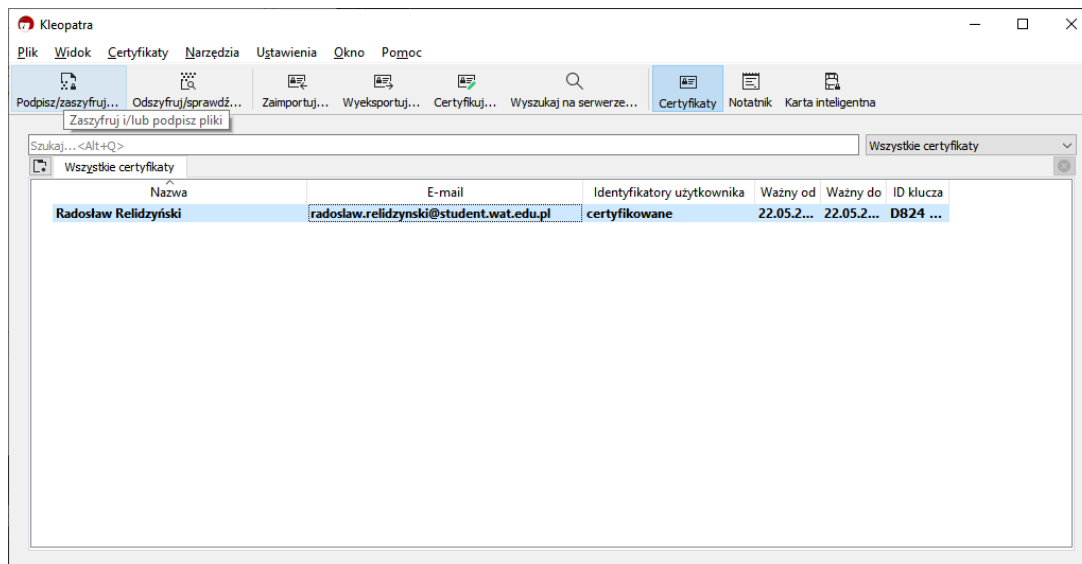 Kleopatra
Plik Widok Certyfikaty Narzędzia Ustawienia Okno Pomoc
Podpisz/zaszyfruj... Odszyfruj/sprawdź... Zaimportuj... Wyeksportuj... Certyfikuj... Wyszukaj na serwerze... Certyfikaty Notatnik Karta inteligentna
Zaszyfruj i/lub podpisz pliki
Szukaj...<Alt+Q> Wszystkie certyfikaty
Wszystkie certyfikaty
Nazwa E-mail Identyfikatory użytkownika Ważny od Ważny do ID klucza
Radosław Relidzyński radoslaw.relidzynski@student.wat.edu.pl certyfikowane 22.05.2... 22.05.2... D824 ...